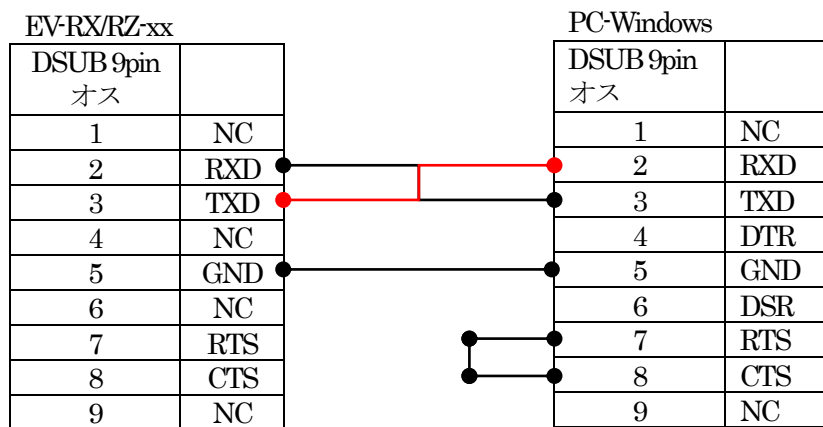 EV-RX/RZ-xx
DSUB 9pin
オス
1 NC
2 RXD
3 TXD
4 NC
5 GND
6 NC
7 RTS
8 CTS
9 NC
PC-Windows
DSUB 9pin
オス
1 NC
2 RXD
3 TXD
4 DTR
5 GND
6 DSR
7 RTS
8 CTS
9 NC